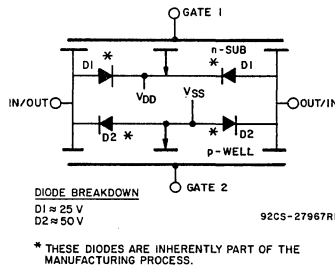 GATE 1
n-SUB
*
*
D1
D1
VDD
VSS
IN/OUT
OUT/IN
*
*
D2
D2
p-WELL
GATE 2
DIODE BREAKDOWN
D1 ≈ 25 V
D2 ≈ 50 V
92CS-27967RI
* THESE DIODES ARE INHERENTLY PART OF THE
MANUFACTURING PROCESS.